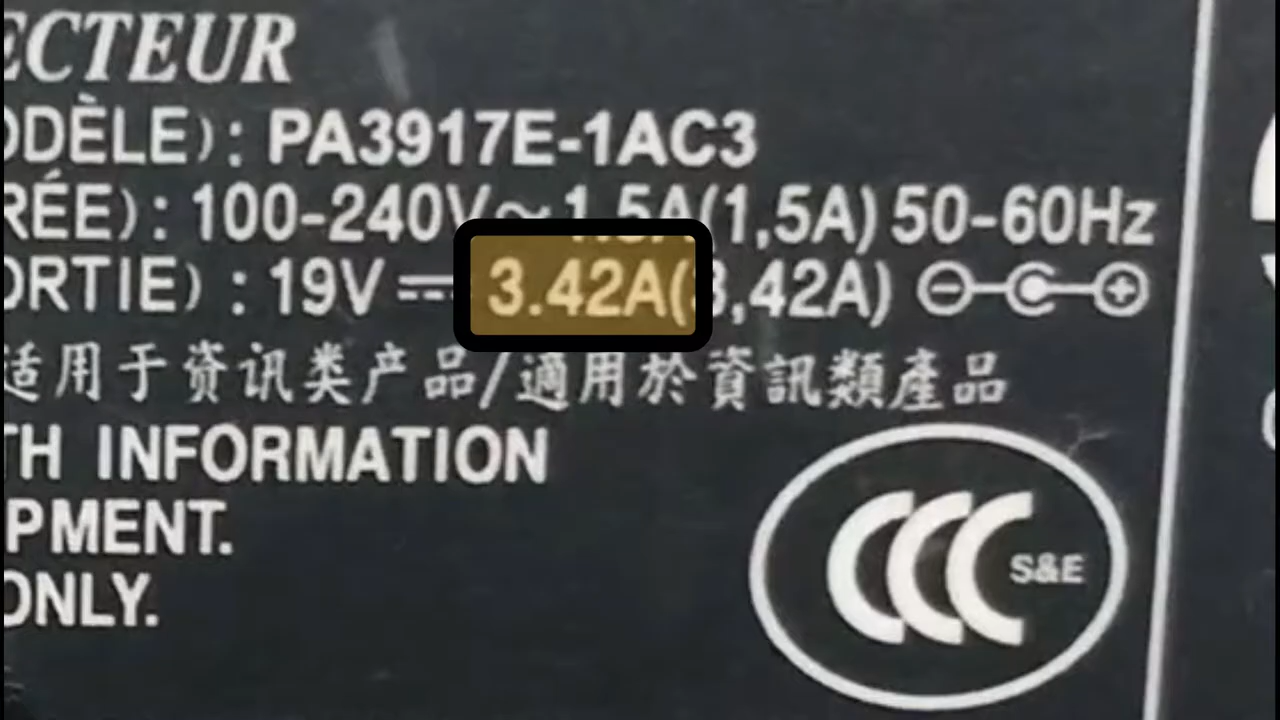 ECTEUR
ODÈLE): PA3917E-1AC3
RÉE): 100-240V~1.5A(1,5A) 50-60Hz
ORTIE): 19V⎓3.42A(3,42A)
适用于资讯类产品/適用於資訊類產品
TH INFORMATION
PMENT.
ONLY.
CCC S&E